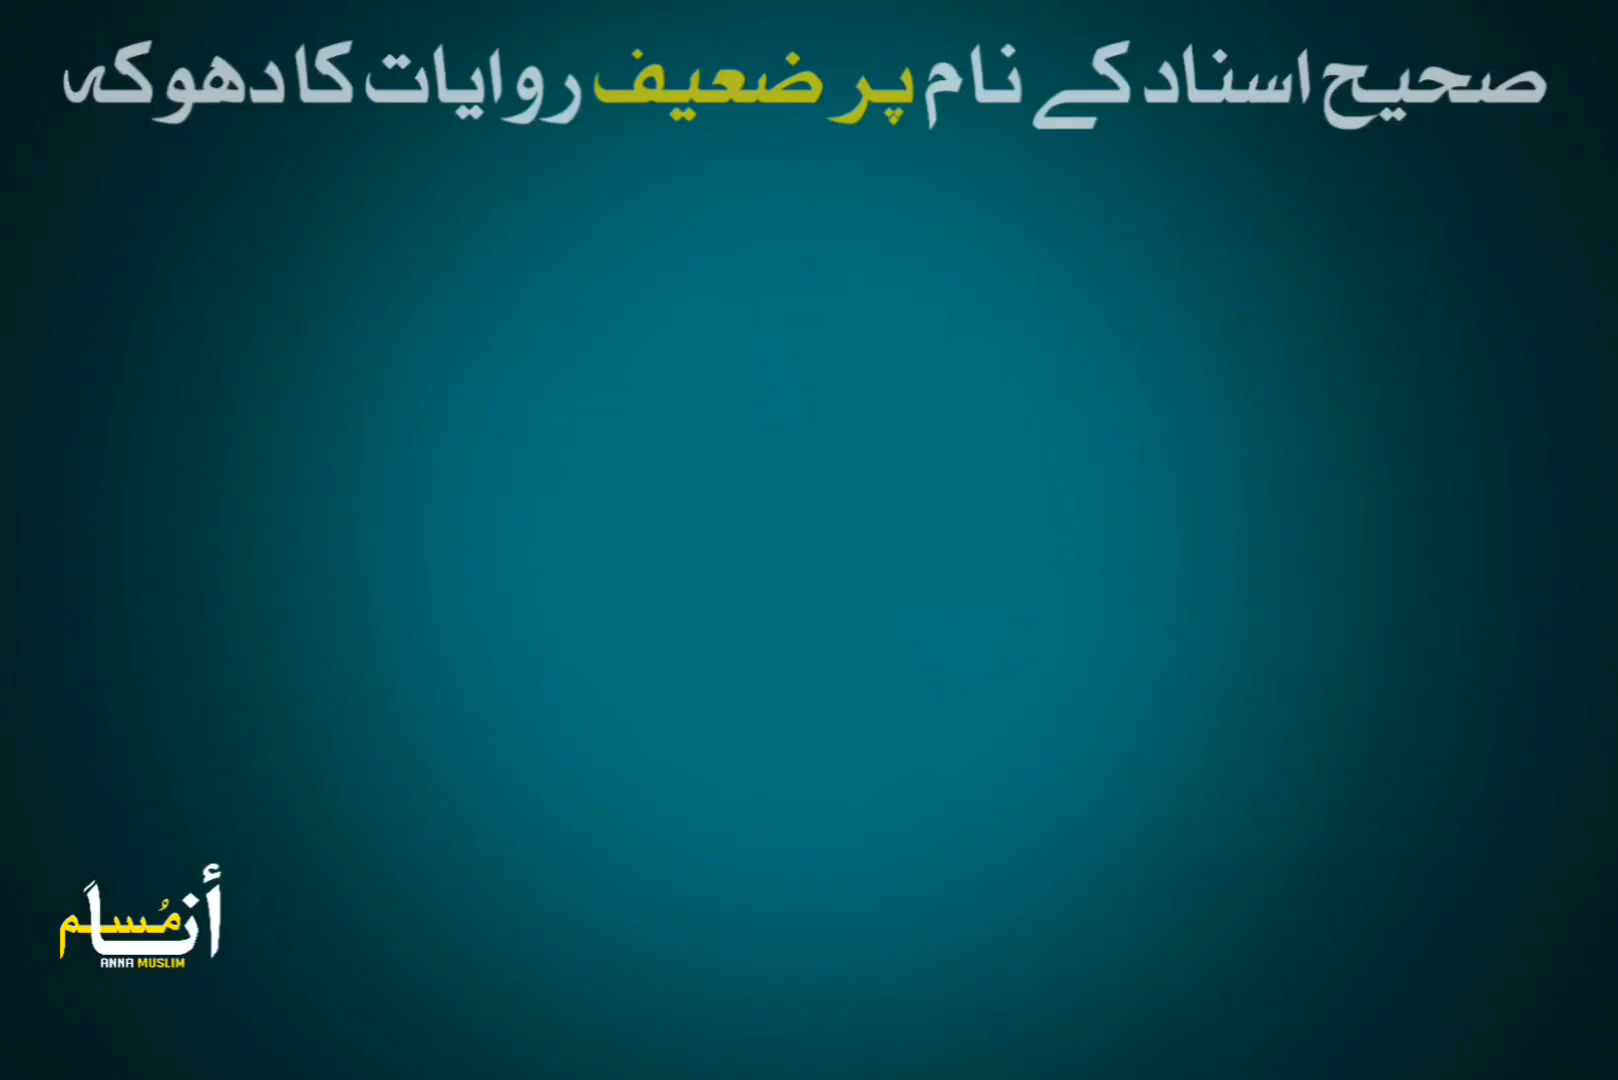 صحیح اسناد کے نام پر ضعیف روایات کا دھوکہ
أنا مُسلم
ANNA MUSLIM